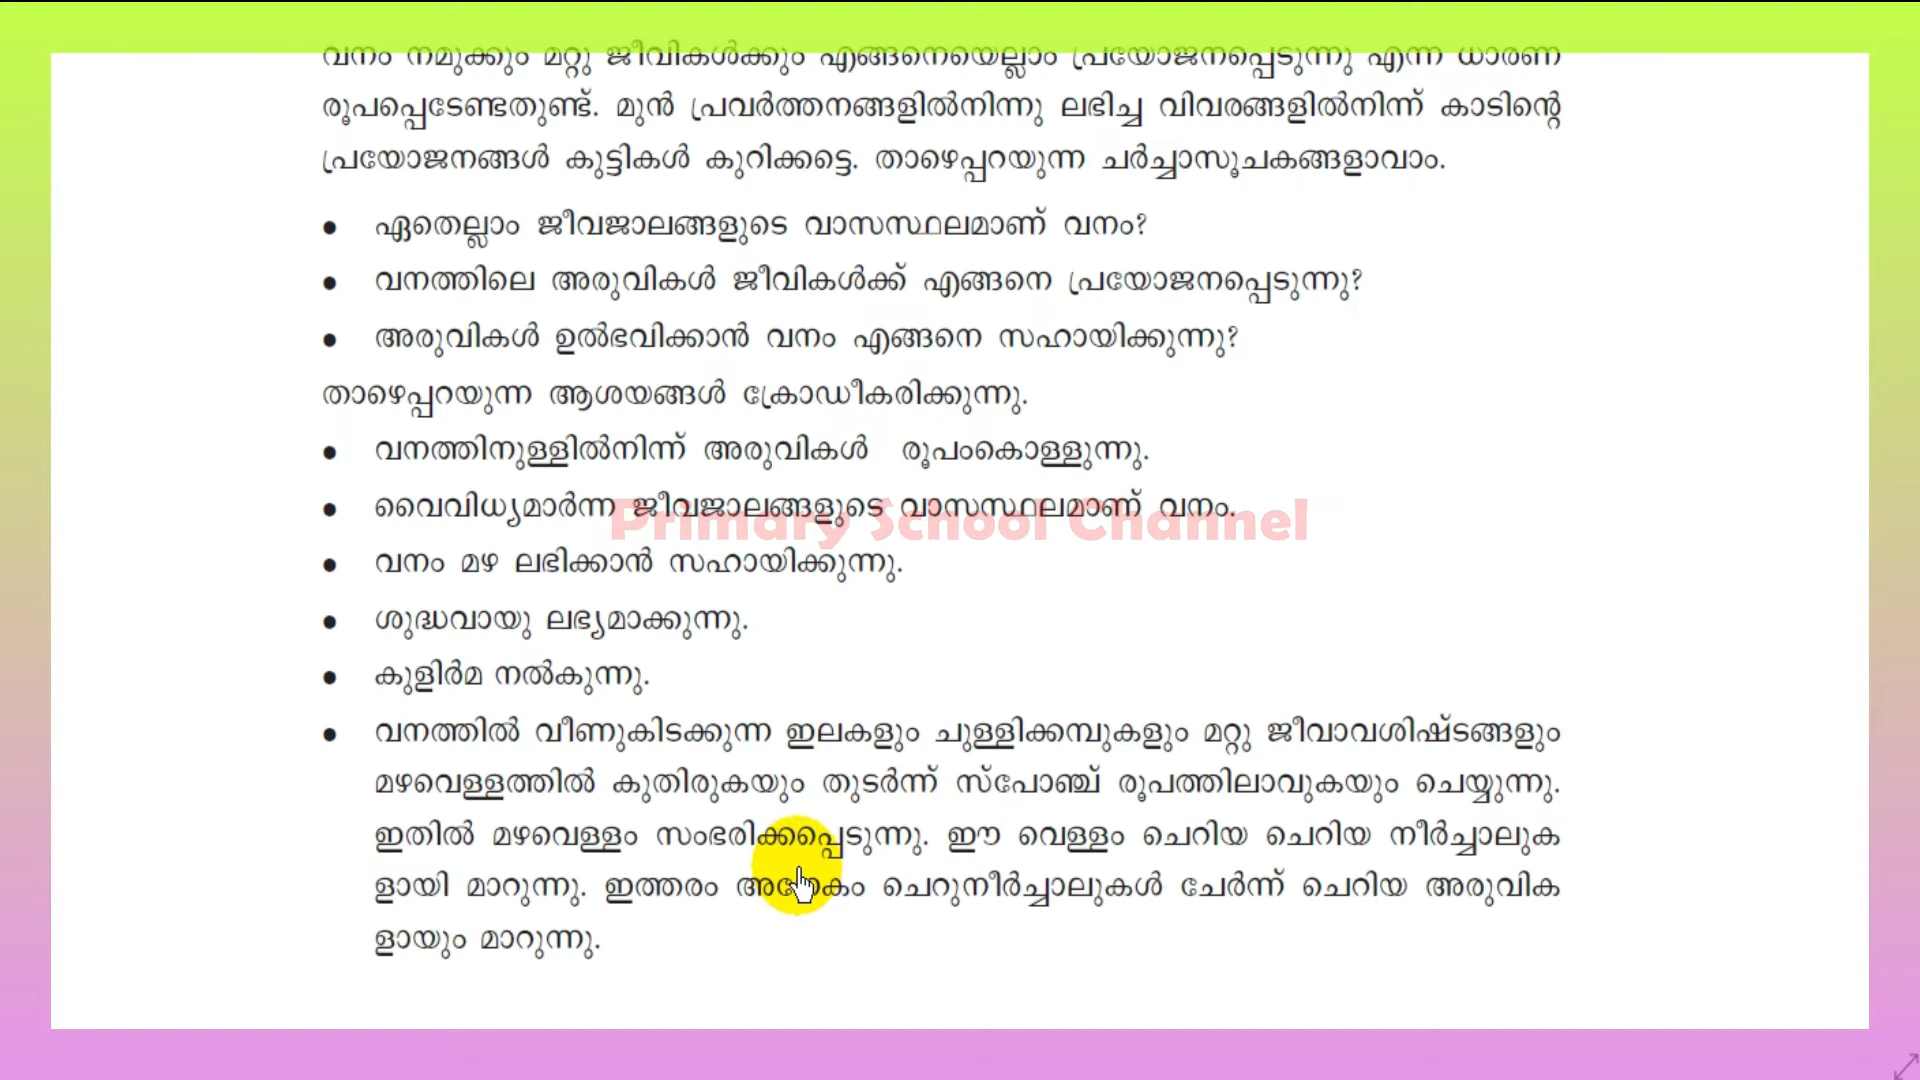 വനം നമുക്കും മറ്റു ജീവികൾക്കും എങ്ങനെയെല്ലാം പ്രയോജനപ്പെടുന്നു എന്ന ധാരണ
രൂപപ്പെടേണ്ടതുണ്ട്. മുൻ പ്രവർത്തനങ്ങളിൽനിന്നു ലഭിച്ച വിവരങ്ങളിൽനിന്ന് കാടിന്റെ
പ്രയോജനങ്ങൾ കുട്ടികൾ കുറിക്കട്ടെ. താഴെപ്പറയുന്ന ചർച്ചാസൂചകങ്ങളാവാം.
• ഏതെല്ലാം ജീവജാലങ്ങളുടെ വാസസ്ഥലമാണ് വനം?
• വനത്തിലെ അരുവികൾ ജീവികൾക്ക് എങ്ങനെ പ്രയോജനപ്പെടുന്നു?
• അരുവികൾ ഉൽഭവിക്കാൻ വനം എങ്ങനെ സഹായിക്കുന്നു?
താഴെപ്പറയുന്ന ആശയങ്ങൾ ക്രോഡീകരിക്കുന്നു.
• വനത്തിനുള്ളിൽനിന്ന് അരുവികൾ രൂപംകൊള്ളുന്നു.
• വൈവിധ്യമാർന്ന ജീവജാലങ്ങളുടെ വാസസ്ഥലമാണ് വനം.
Primary School Channel
• വനം മഴ ലഭിക്കാൻ സഹായിക്കുന്നു.
• ശുദ്ധവായു ലഭ്യമാക്കുന്നു.
• കുളിർമ നൽകുന്നു.
• വനത്തിൽ വീണുകിടക്കുന്ന ഇലകളും ചുള്ളിക്കമ്പുകളും മറ്റു ജീവാവശിഷ്ടങ്ങളും
മഴവെള്ളത്തിൽ കുതിരുകയും തുടർന്ന് സ്പോഞ്ച് രൂപത്തിലാവുകയും ചെയ്യുന്നു.
ഇതിൽ മഴവെള്ളം സംഭരിക്കപ്പെടുന്നു. ഈ വെള്ളം ചെറിയ ചെറിയ നീർച്ചാലുക
ളായി മാറുന്നു. ഇത്തരം അനേകം ചെറുനീർച്ചാലുകൾ ചേർന്ന് ചെറിയ അരുവിക
ളായും മാറുന്നു.